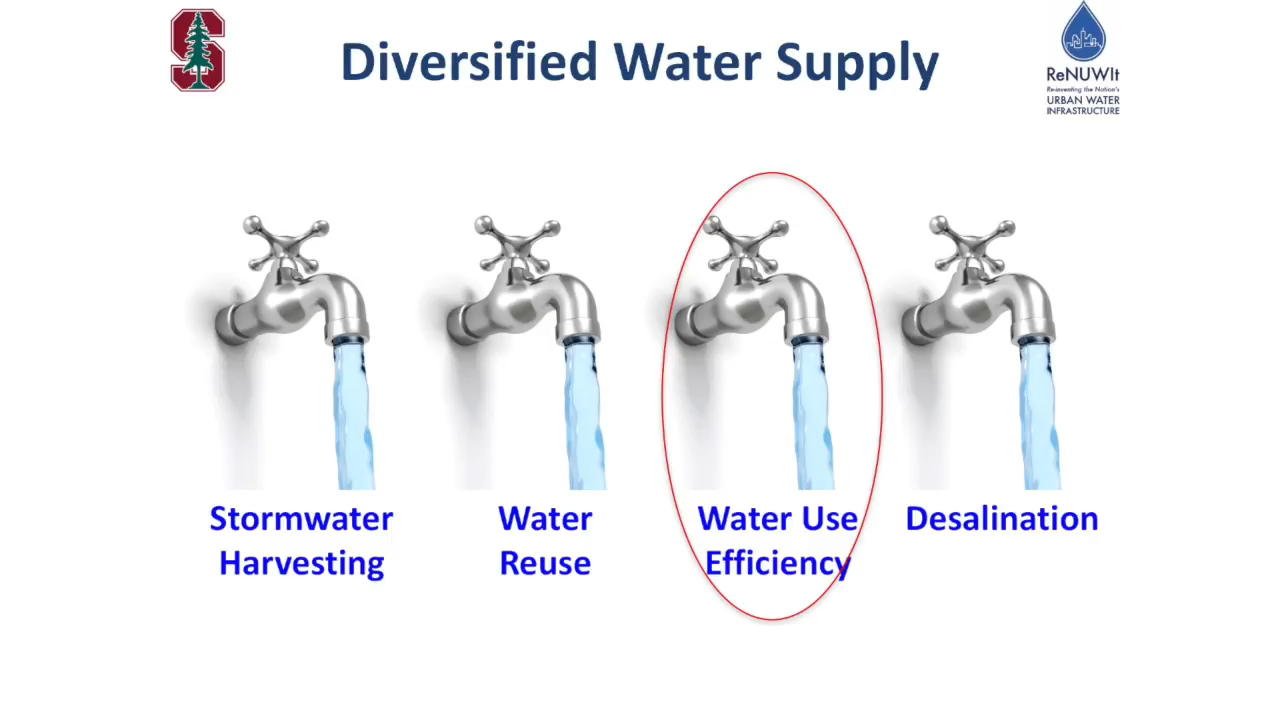 Diversified Water Supply
S
ReNUWIt
Re-inventing the Nation's
URBAN WATER
INFRASTRUCTURE
Stormwater
Harvesting
Water
Reuse
Water Use
Efficiency
Desalination